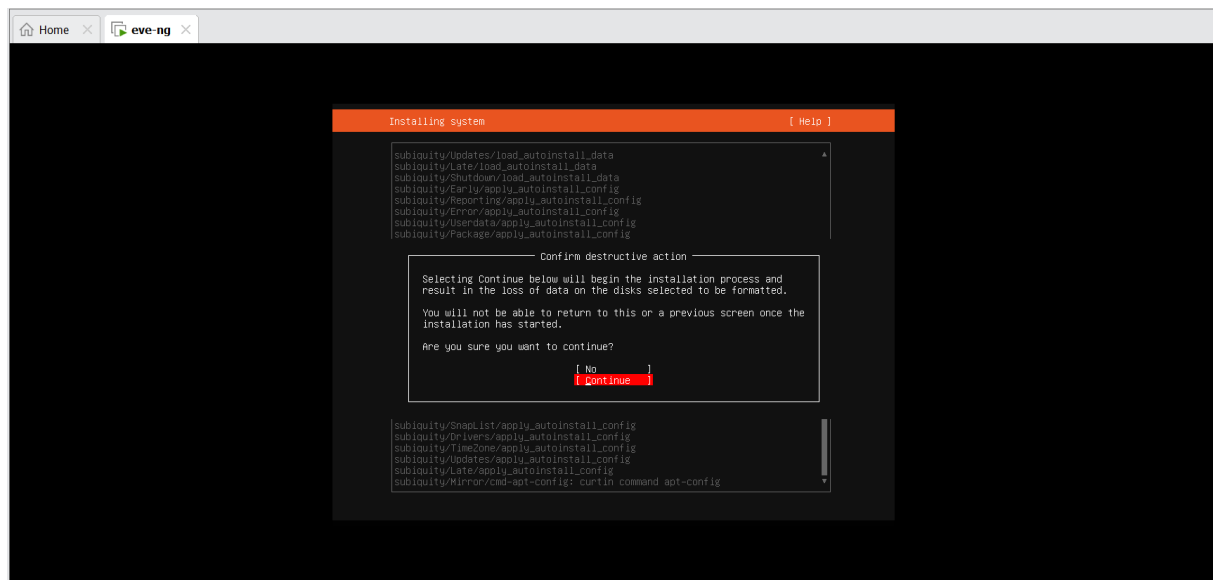 Home
eve-ng
Installing system [ Help ]
subiquity/Updates/load_autoinstall_data
subiquity/Late/load_autoinstall_data
subiquity/Shutdown/load_autoinstall_data
subiquity/Early/apply_autoinstall_config
subiquity/Reporting/apply_autoinstall_config
subiquity/Error/apply_autoinstall_config
subiquity/Userdata/apply_autoinstall_config
subiquity/Package/apply_autoinstall_config
Confirm destructive action
Selecting Continue below will begin the installation process and
result in the loss of data on the disks selected to be formatted.
You will not be able to return to this or a previous screen once the
installation has started.
Are you sure you want to continue?
[ No ]
[ Continue ]
subiquity/SnapList/apply_autoinstall_config
subiquity/Drivers/apply_autoinstall_config
subiquity/TimeZone/apply_autoinstall_config
subiquity/Updates/apply_autoinstall_config
subiquity/Late/apply_autoinstall_config
subiquity/Mirror/cmd-apt-config: curtin command apt-config